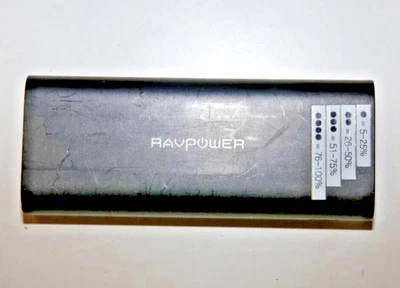 RAVPOWER
= 5-25%
= 26-50%
= 51-75%
= 76-100%